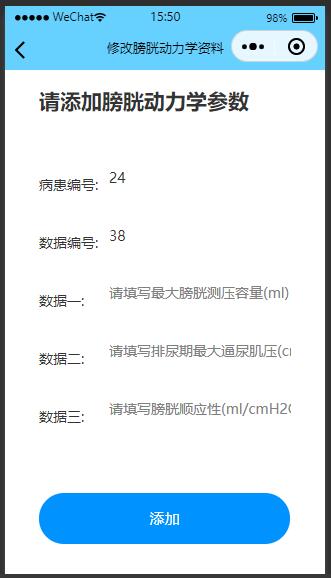 WeChat 15:50 98%
修改膀胱动力学资料
请添加膀胱动力学参数
病患编号: 24
数据编号: 38
数据一: 请填写最大膀胱测压容量(ml)
数据二: 请填写排尿期最大逼尿肌压(c
数据三: 请填写膀胱顺应性(ml/cmH2
添加